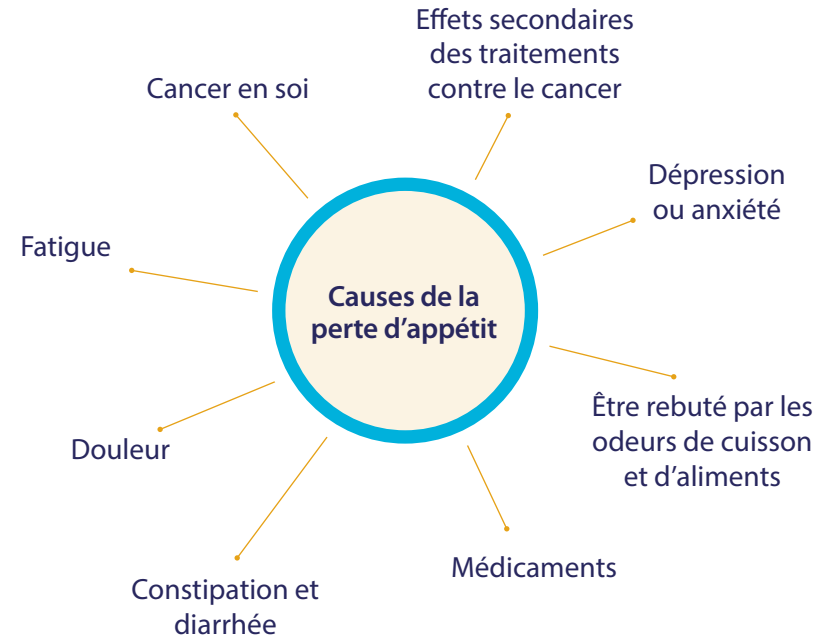 Effets secondaires
des traitements
contre le cancer
Cancer en soi
Dépression
ou anxiété
Fatigue
Causes de la
perte d’appétit
Être rebuté par les
odeurs de cuisson
et d’aliments
Douleur
Médicaments
Constipation et
diarrhée